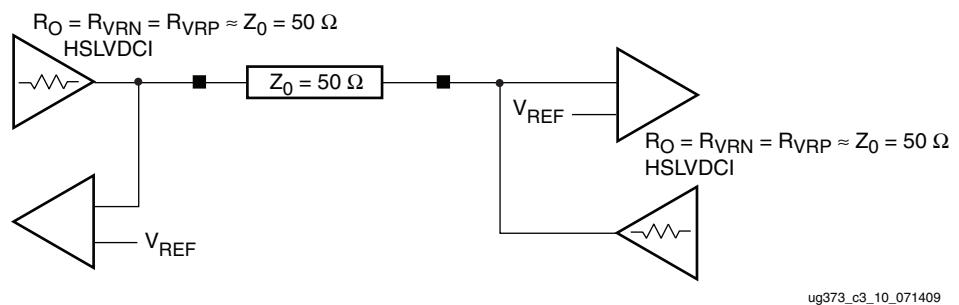 R_O = R_VRN = R_VRP ≈ Z_0 = 50 Ω
HSLVDCI
Z_0 = 50 Ω
V_REF
R_O = R_VRN = R_VRP ≈ Z_0 = 50 Ω
HSLVDCI
V_REF
ug373_c3_10_071409